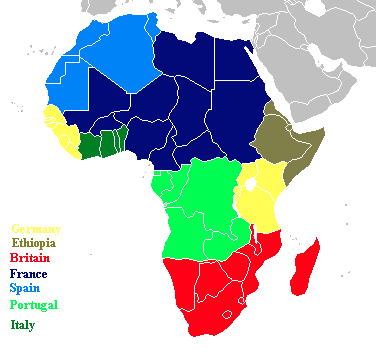 Germany
Ethiopia
Britain
France
Spain
Portugal
Italy